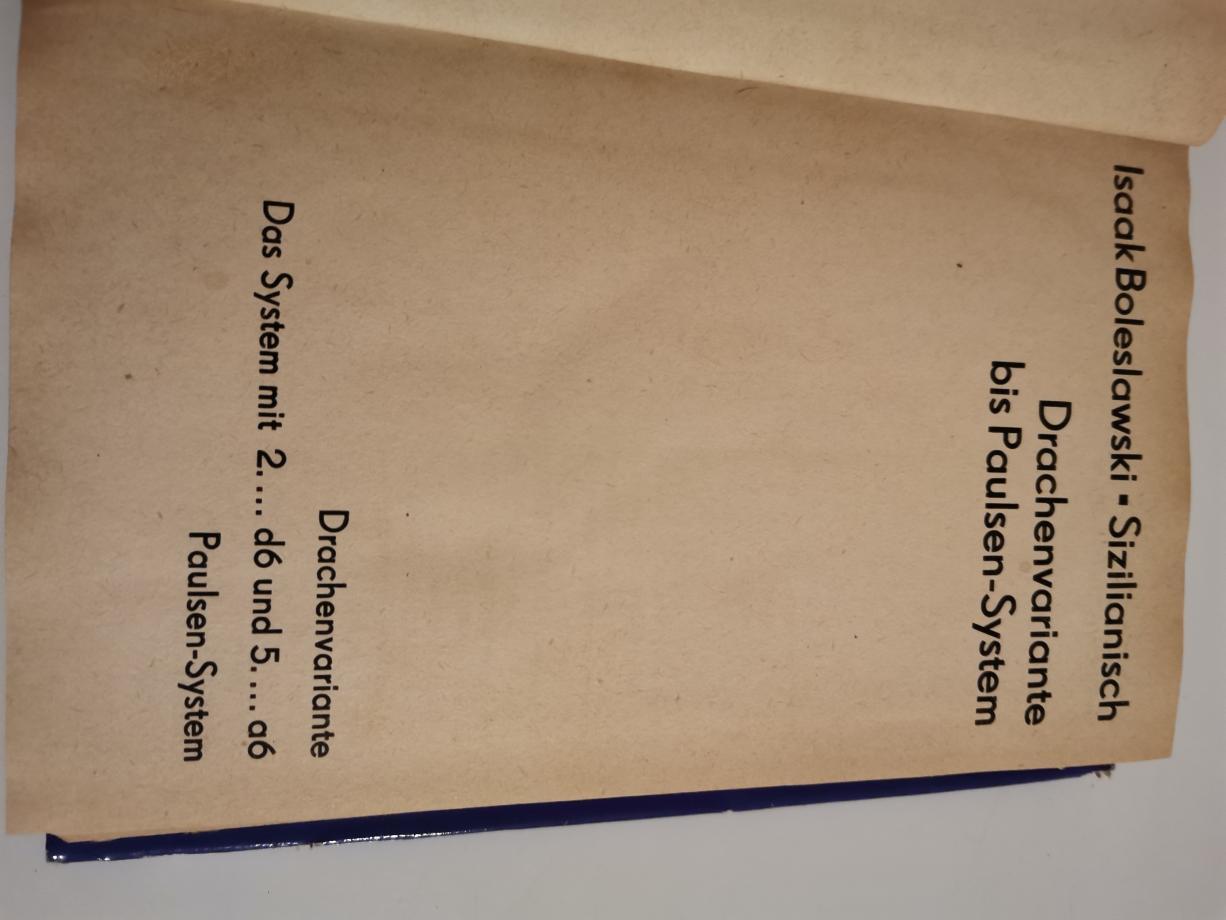 Isaak Boleslawski ▪ Sizilianisch
Drachenvariante
bis Paulsen-System
Drachenvariante
Das System mit 2. ... d6 und 5. ... a6
Paulsen-System